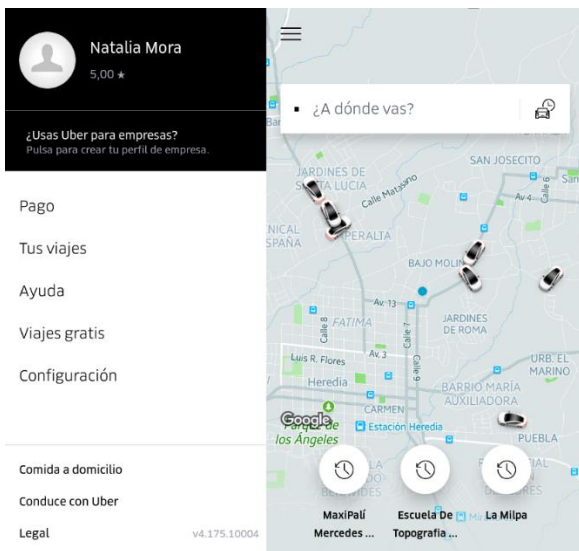 Natalia Mora
5,00 ★
¿Usas Uber para empresas?
Pulsa para crear tu perfil de empresa.
Pago
Tus viajes
Ayuda
Viajes gratis
Configuración
Comida a domicilio
Conduce con Uber
Legal
v4.175.10004
¿A dónde vas?
SAN JOSECITO
JARDINES DE
SANTA LUCIA
Calle Matasano
Calle 6
San
Av 4
PERALTA
ESPAÑA
BAJO MOLINO
Av. 13
Calle 8
FATIMA
Calle 7
JARDINES
DE ROMA
Luis R. Flores
Av. 3
Calle 9
URB. EL
MARINO
Heredia
BARRIO MARÍA
AUXILIADORA
CARMEN
Google
Parque de
los Ángeles
Estación Heredia
PUEBLA
MaxiPalí
Mercedes ...
Escuela De
Topografia ...
La Milpa